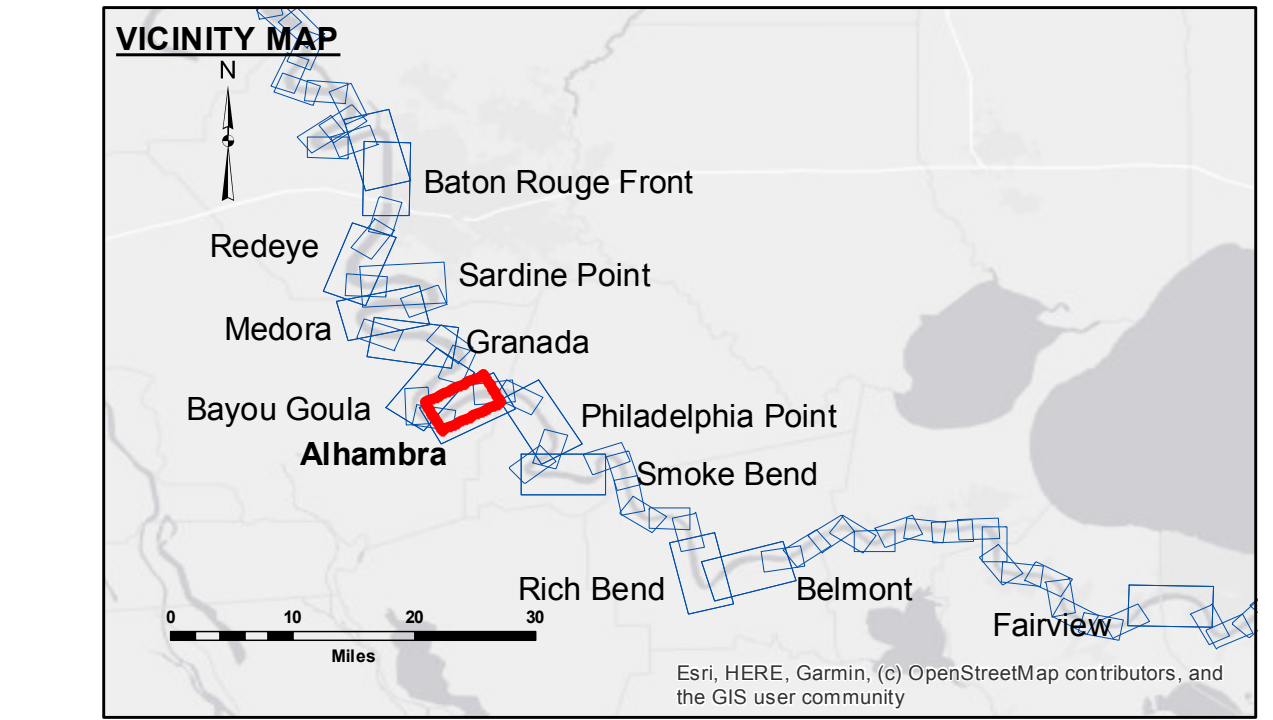 VICINITY MAP
N
Baton Rouge Front
Redeye
Sardine Point
Medora
Granada
Bayou Goula
Philadelphia Point
Alhambra
Smoke Bend
Rich Bend
Belmont
Fairview
0 10 20 30
Miles
Esri, HERE, Garmin, (c) OpenStreetMap contributors, and
the GIS user community